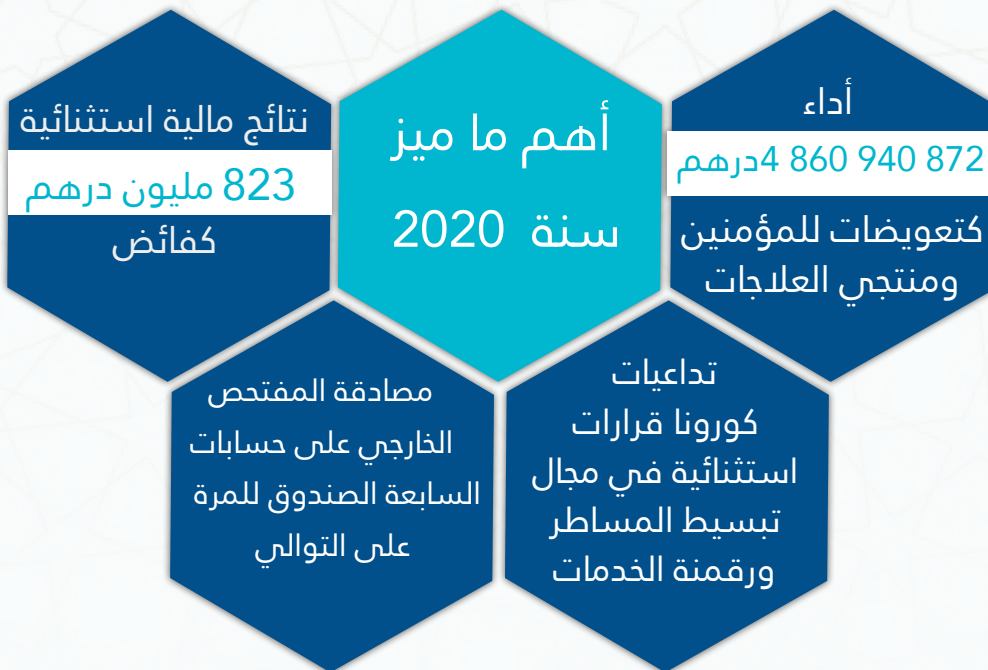 أداء
872 940 860 4درهم
كتعويضات للمؤمنين
ومنتجي العلاجات
أهم ما ميز
سنة 2020
نتائج مالية استثنائية
823 مليون درهم
كفائض
تداعيات
كورونا قرارات
استثنائية في مجال
تبسيط المساطر
ورقمنة الخدمات
مصادقة المفتحص
الخارجي على حسابات
السابعة الصندوق للمرة
على التوالي